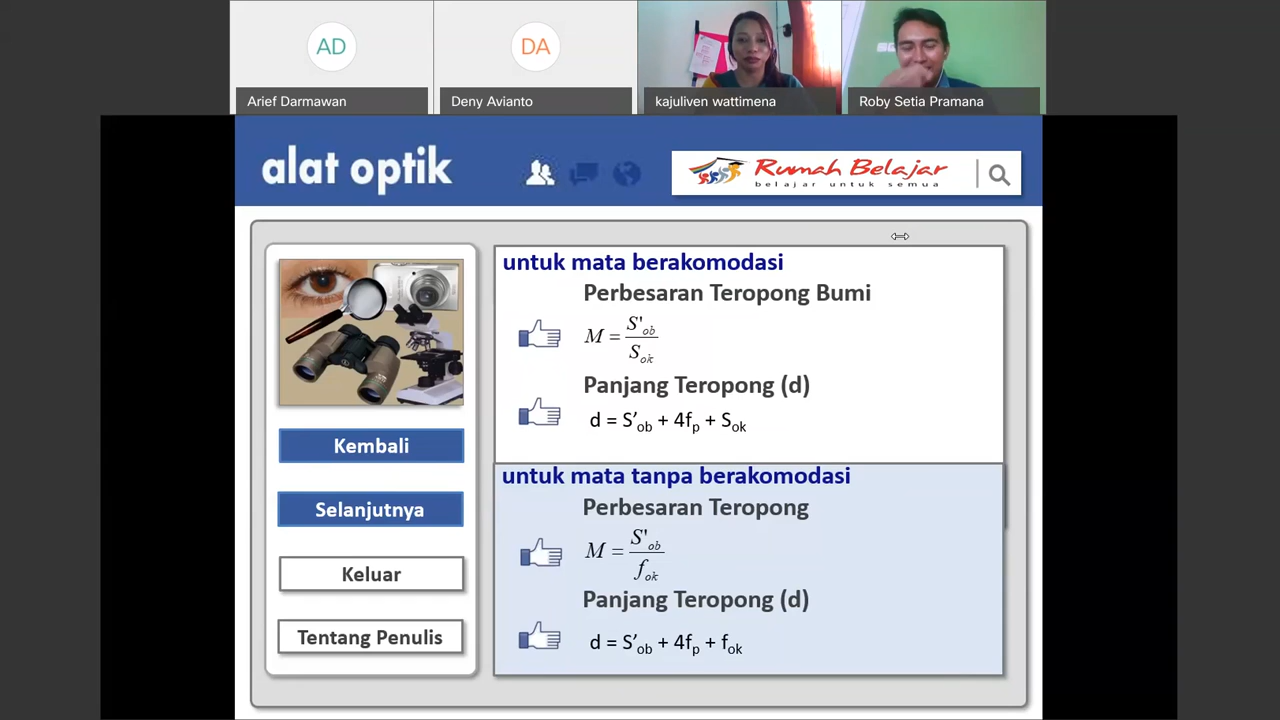 AD
DA
Arief Darmawan
Deny Avianto
kajuliven wattimena
Roby Setia Pramana
alat optik
Rumah Belajar
belajar untuk semua
untuk mata berakomodasi
Perbesaran Teropong Bumi
M = S'ob / Sok
Panjang Teropong (d)
d = S’ob + 4fp + Sok
untuk mata tanpa berakomodasi
Perbesaran Teropong
M = S'ob / fok
Panjang Teropong (d)
d = S’ob + 4fp + fok
Kembali
Selanjutnya
Keluar
Tentang Penulis